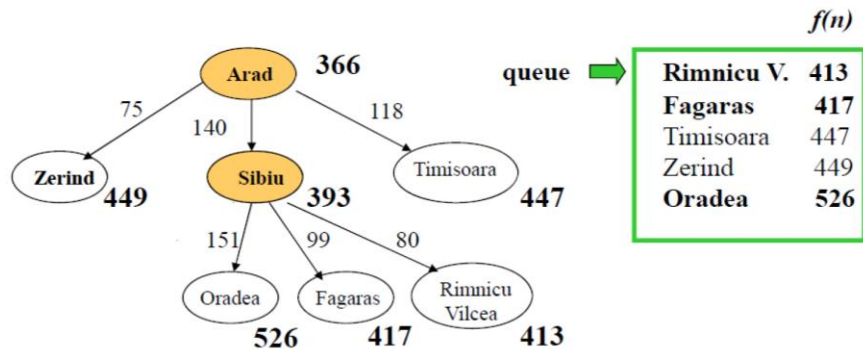 f(n)
Arad 366
queue
Rimnicu V. 413
Fagaras 417
Timisoara 447
Zerind 449
Oradea 526
75
140
118
Zerind
449
Sibiu
393
Timisoara
447
151
99
80
Oradea
526
Fagaras
417
Rimnicu
Vilcea
413